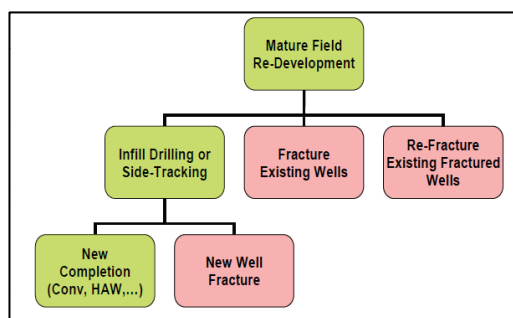 Mature Field
Re-Development
Infill Drilling or
Side-Tracking
Fracture
Existing Wells
Re-Fracture
Existing Fractured
Wells
New
Completion
(Conv, HAW,...)
New Well
Fracture